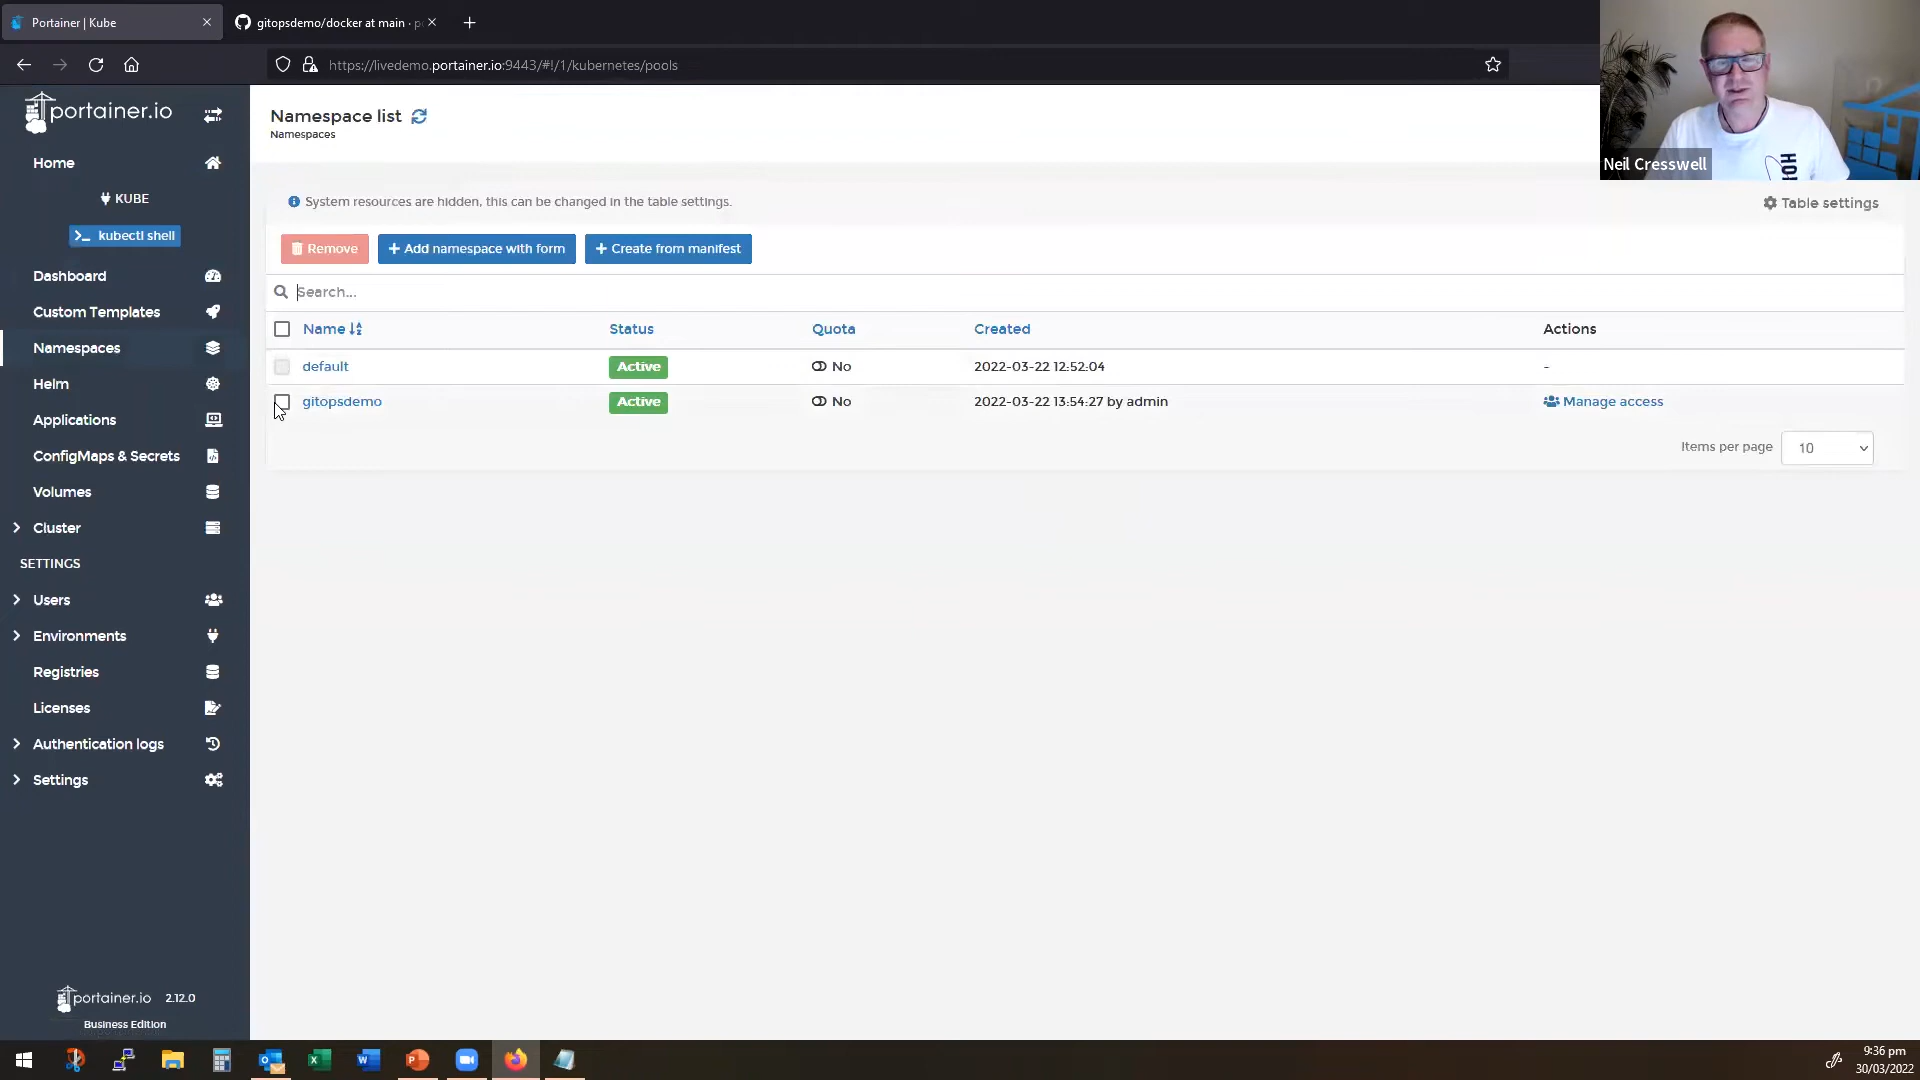 Portainer | Kube
gitopsdemo/docker at main · p
https://livedemo.portainer.io:9443/#!/1/kubernetes/pools
portainer.io
Home
KUBE
kubectl shell
Dashboard
Custom Templates
Namespaces
Helm
Applications
ConfigMaps & Secrets
Volumes
Cluster
SETTINGS
Users
Environments
Registries
Licenses
Authentication logs
Settings
portainer.io 2.12.0
Business Edition
Namespace list
Namespaces
System resources are hidden, this can be changed in the table settings.
Table settings
Remove
+ Add namespace with form
+ Create from manifest
Search...
Name Status Quota Created Actions
default Active No 2022-03-22 12:52:04 -
gitopsdemo Active No 2022-03-22 13:54:27 by admin Manage access
Items per page 10
Neil Cresswell
9:36 pm
30/03/2022